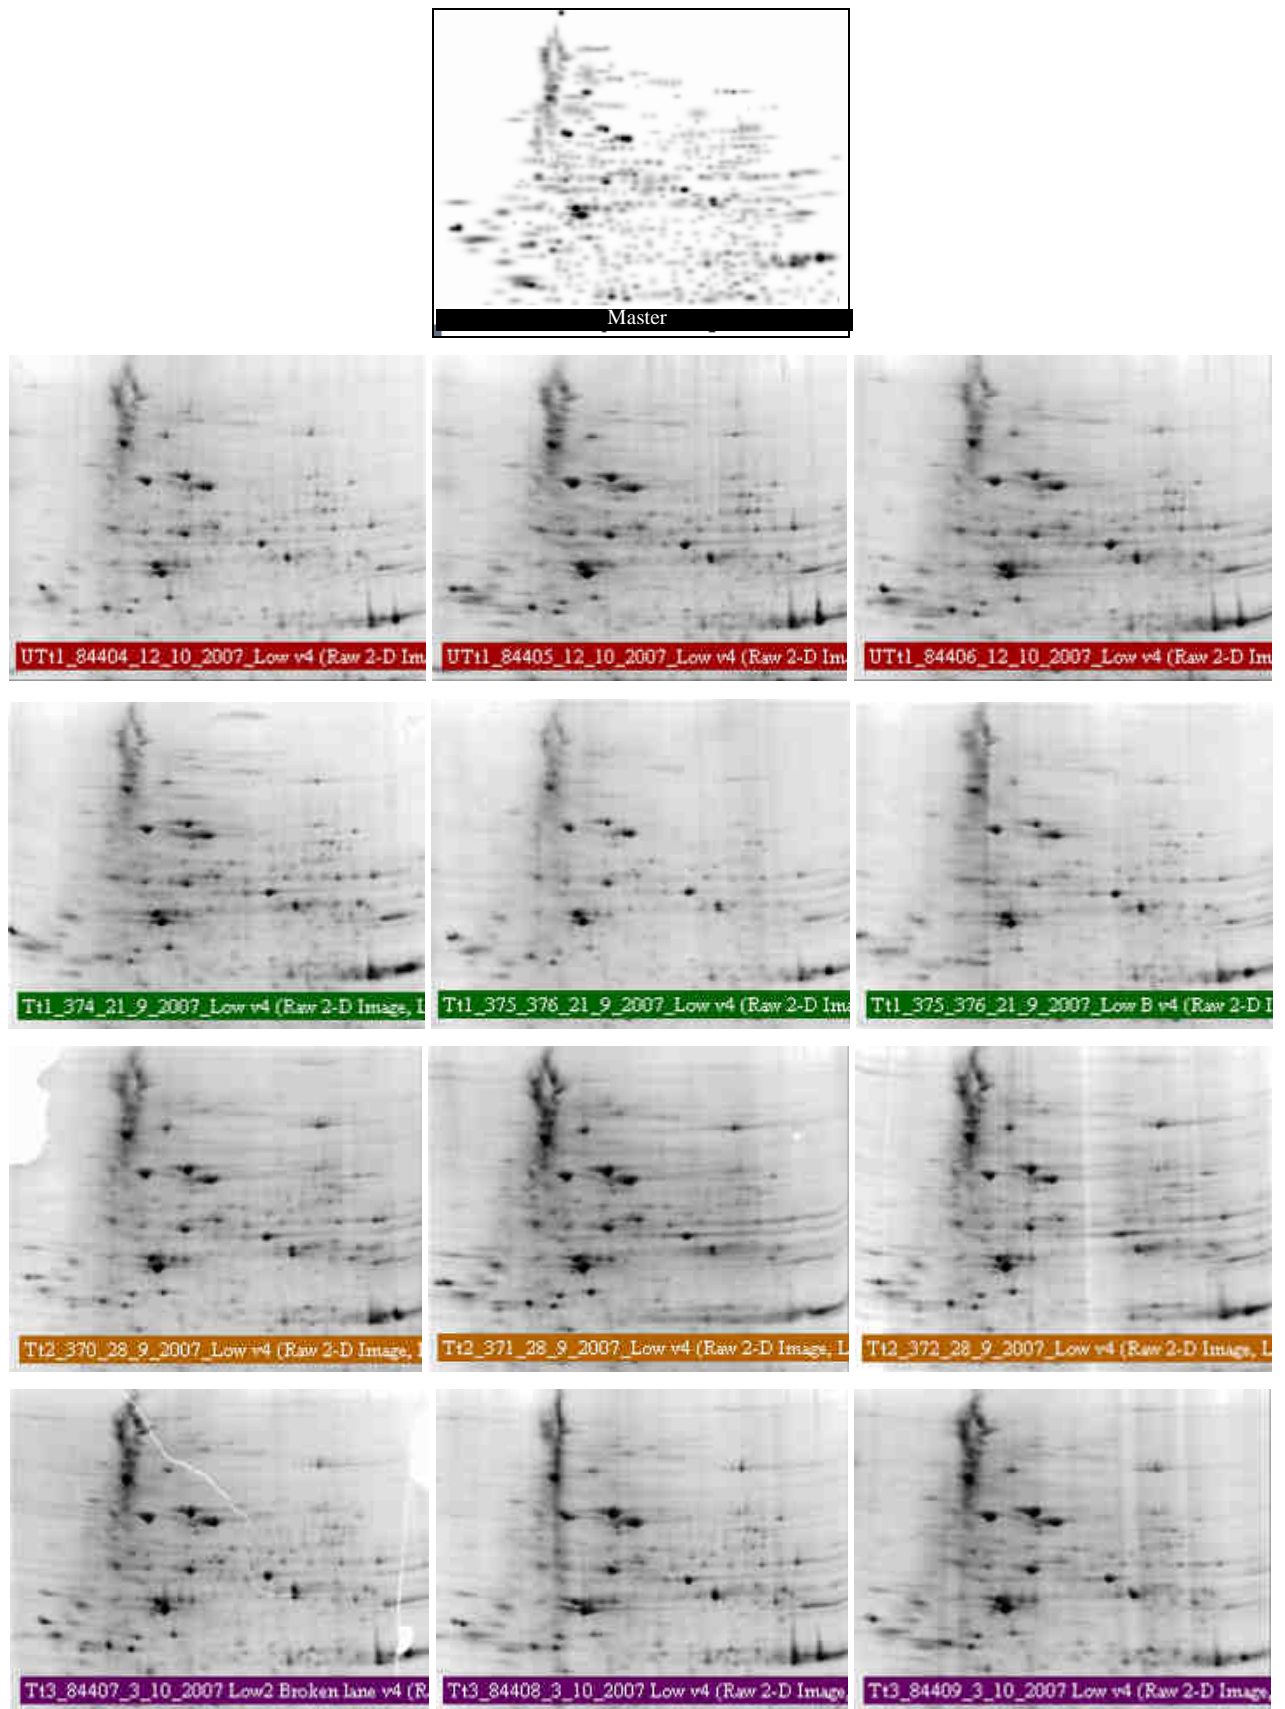 Master
UTt1_84404_12_10_2007_Low v4 (Raw 2-D Im
UTt1_84405_12_10_2007_Low v4 (Raw 2-D Im
UTt1_84406_12_10_2007_Low v4 (Raw 2-D Im
Tt1_374_21_9_2007_Low v4 (Raw 2-D Image, L
Tt1_375_376_21_9_2007_Low v4 (Raw 2-D Ima
Tt1_375_376_21_9_2007_Low B v4 (Raw 2-D I
Tt2_370_28_9_2007_Low v4 (Raw 2-D Image, 
Tt2_371_28_9_2007_Low v4 (Raw 2-D Image, L
Tt2_372_28_9_2007_Low v4 (Raw 2-D Image, L
Tt3_84407_3_10_2007 Low2 Broken lane v4 (R
Tt3_84408_3_10_2007 Low v4 (Raw 2-D Image,
Tt3_84409_3_10_2007 Low v4 (Raw 2-D Image,